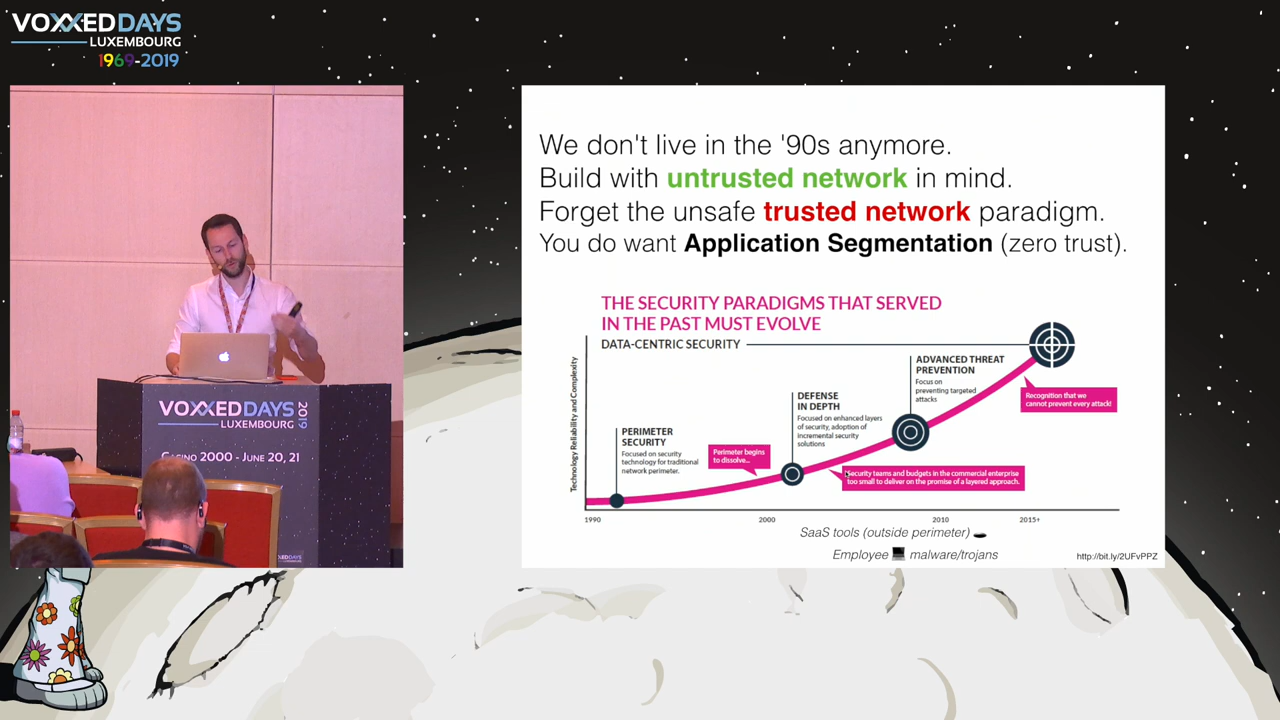 VOXXED DAYS
LUXEMBOURG
1969-2019
We don't live in the '90s anymore.
Build with untrusted network in mind.
Forget the unsafe trusted network paradigm.
You do want Application Segmentation (zero trust).
THE SECURITY PARADIGMS THAT SERVED
IN THE PAST MUST EVOLVE
DATA-CENTRIC SECURITY
Technology Reliability and Complexity
PERIMETER
SECURITY
Focused on security
technology for traditional
network perimeter.
Perimeter begins
to dissolve...
DEFENSE
IN DEPTH
Focused on enhanced layers
of security, adoption of
incremental security
solutions
Security teams and budgets in the commercial enterprise
too small to deliver on the promise of a layered approach.
ADVANCED THREAT
PREVENTION
Focus on
preventing targeted
attacks
Recognition that we
cannot prevent every attack!
1990
2000
2010
2015+
SaaS tools (outside perimeter)
Employee malware/trojans
http://bit.ly/2UFvPPZ
VOXXED DAYS
LUXEMBOURG
2019
CASINO 2000 - JUNE 20, 21
VOXXED DAYS